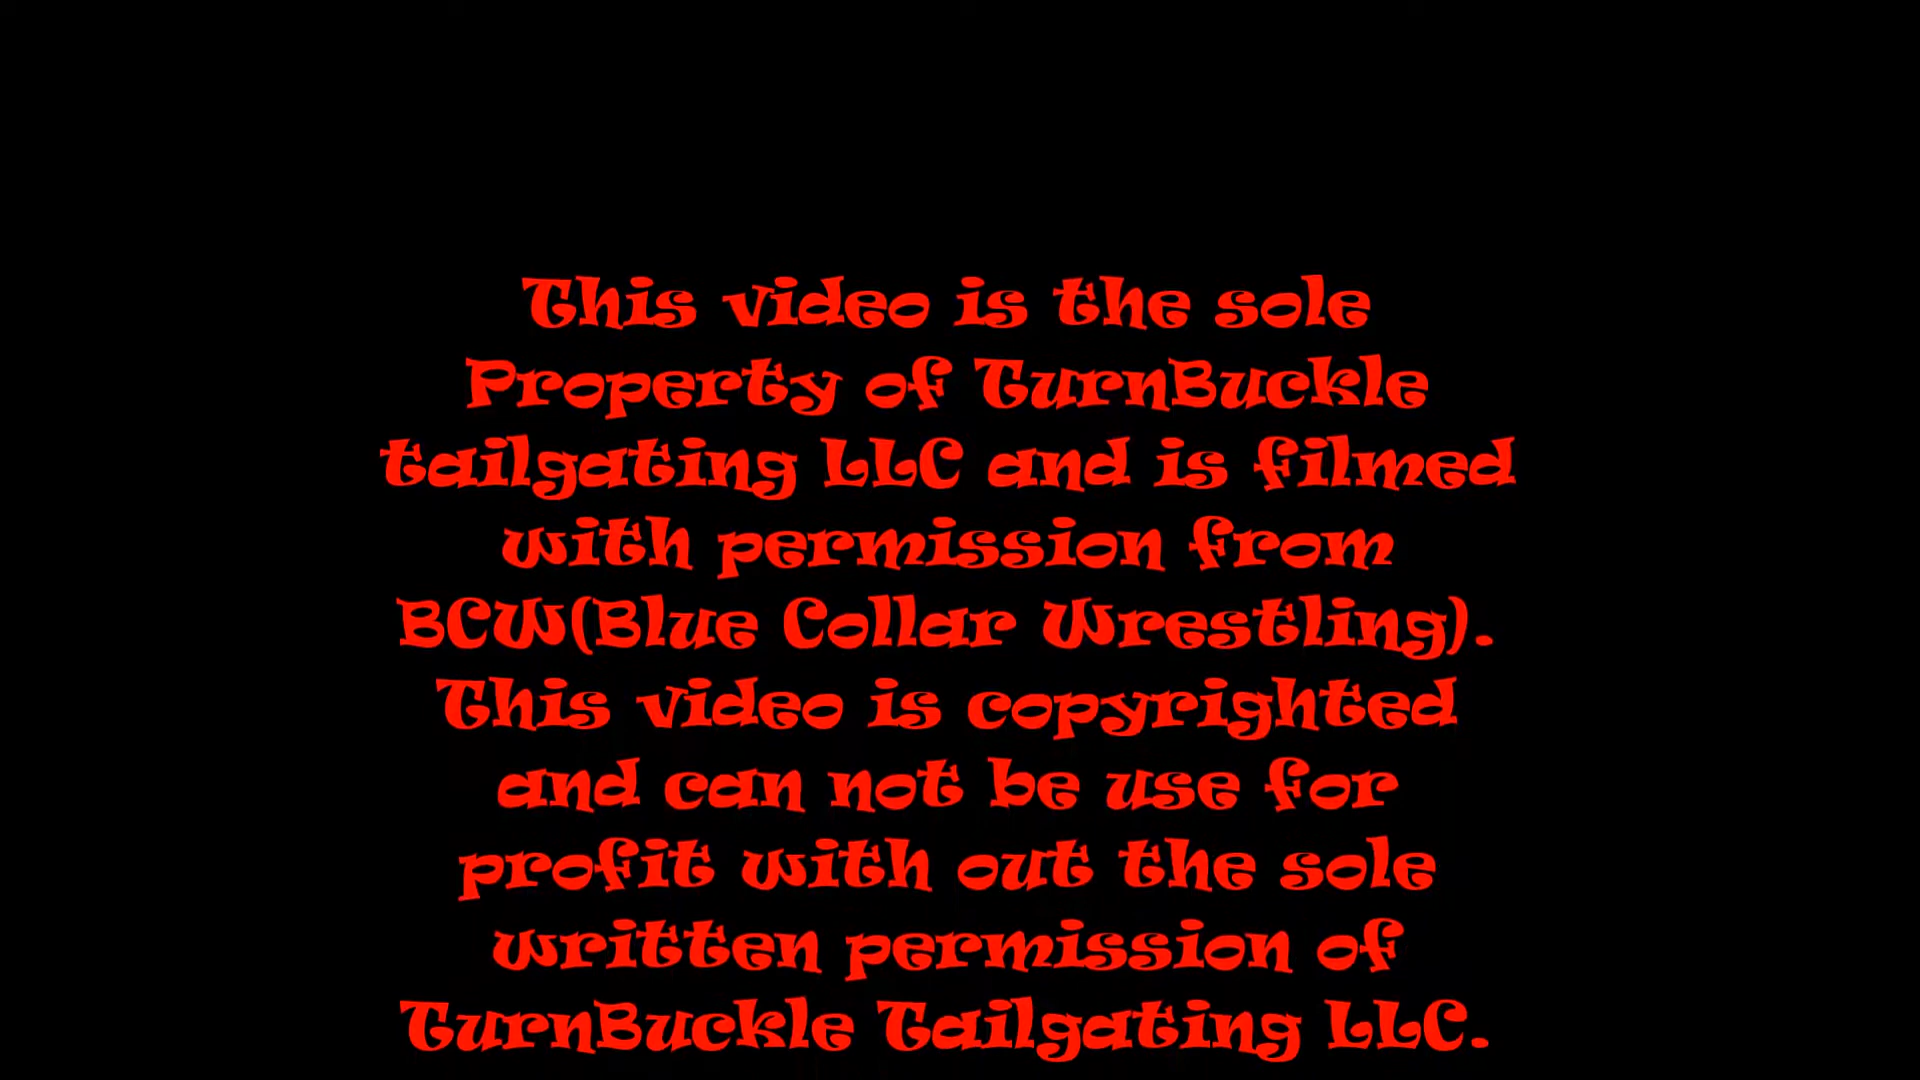 This video is the sole
Property of TurnBuckle
tailgating LLC and is filmed
with permission from
BCW(Blue Collar Wrestling).
This video is copyrighted
and can not be use for
profit with out the sole
written permission of
TurnBuckle Tailgating LLC.